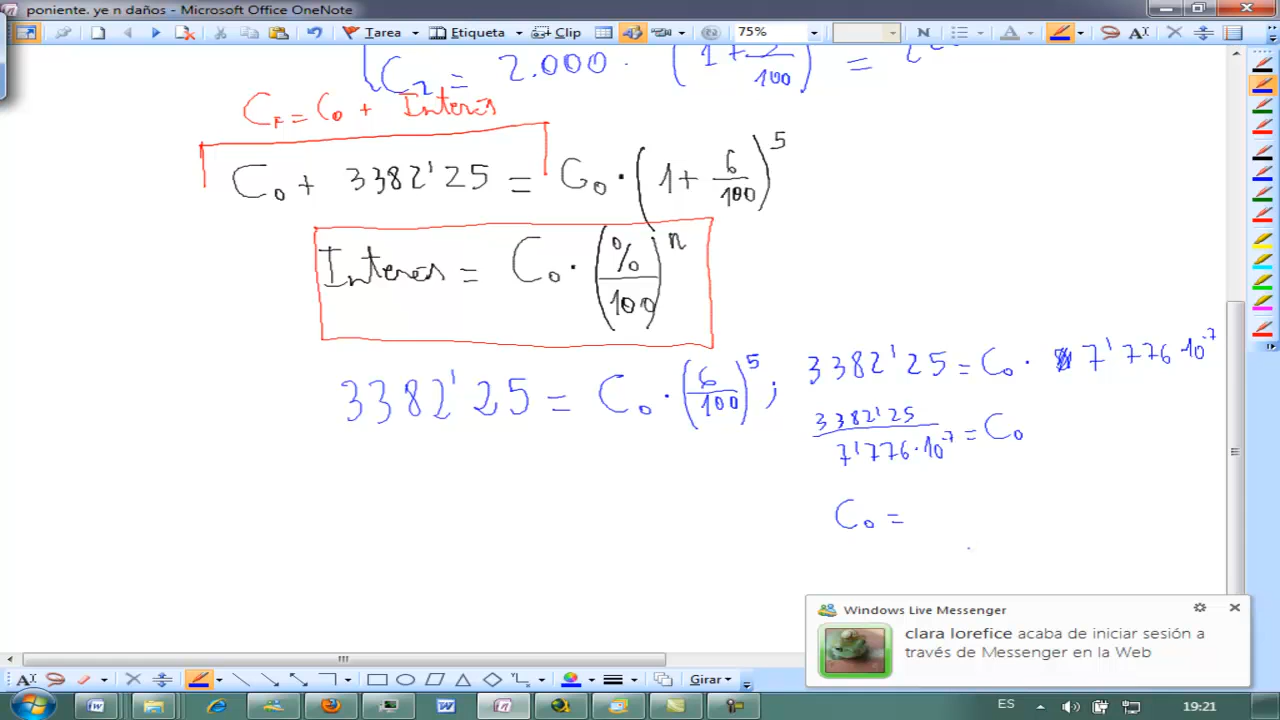 poniente. ye n daños - Microsoft Office OneNote
Tarea Etiqueta Clip 75% N A
C2 = 2.000 · (1+ 2/100) =
CF = C0 + Interés
C0 + 3382'25 = C0 · (1+ 6/100)^5
Interés = C0 · (%/100)^n
3382'25 = C0 · (6/100)^5 ; 3382'25 = C0 · 7'776·10^-7
3382'25 / 7'776·10^-7 = C0
C0 =
Windows Live Messenger
clara lorefice acaba de iniciar sesión a
través de Messenger en la Web
Girar
ES 19:21